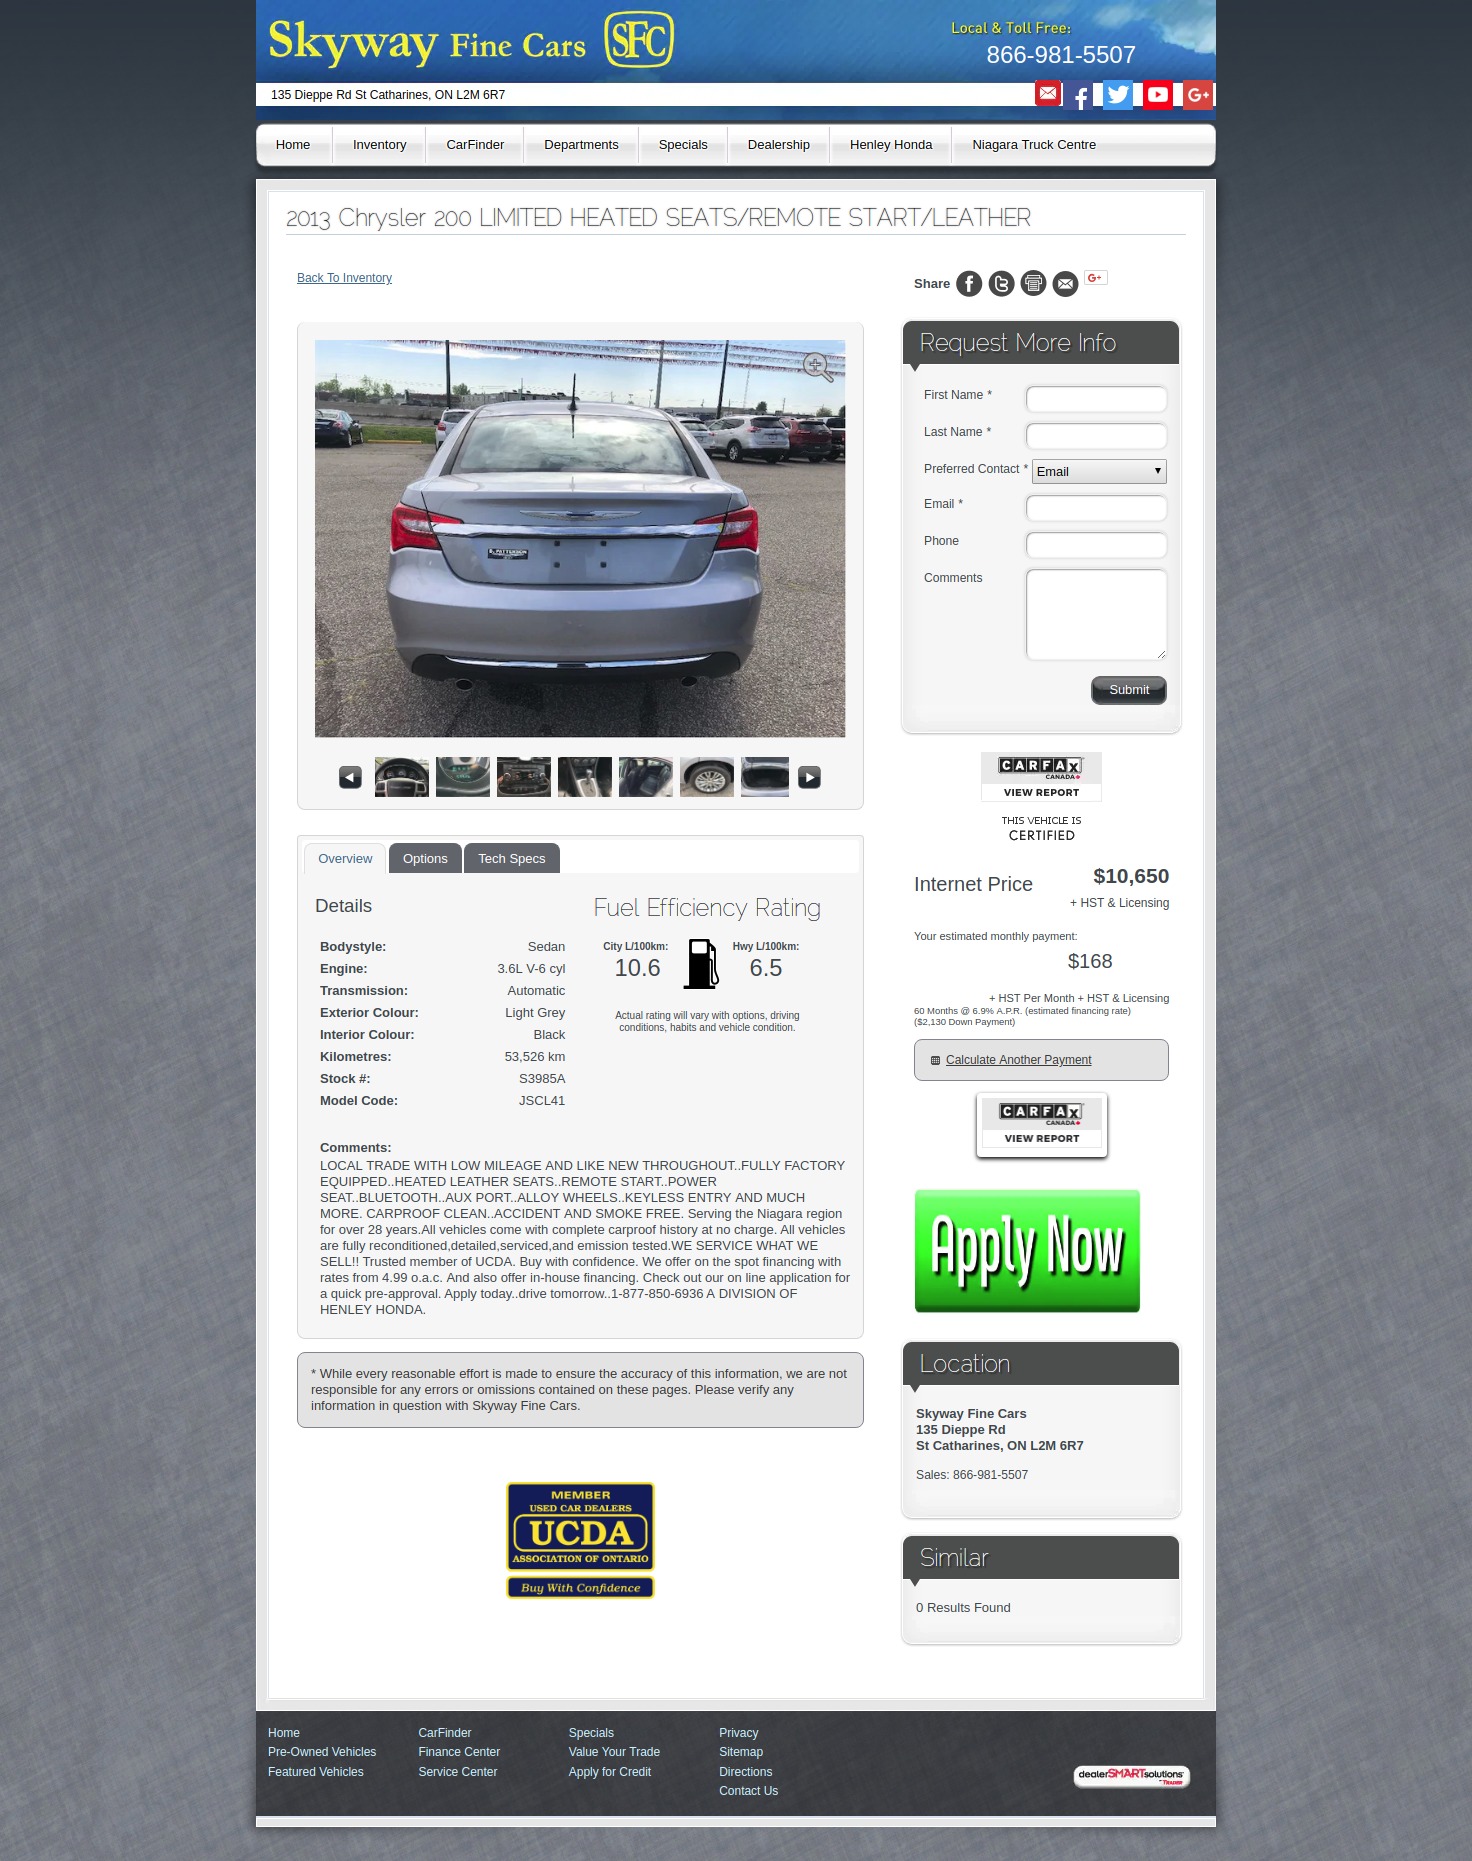 Skyway Fine Cars SFC
Local & Toll Free:
866-981-5507
135 Dieppe Rd St Catharines, ON L2M 6R7
Home Inventory CarFinder Departments Specials Dealership Henley Honda Niagara Truck Centre
2013 Chrysler 200 LIMITED HEATED SEATS/REMOTE START/LEATHER
Back To Inventory
Share
G+
Request More Info
First Name *
Last Name *
Preferred Contact * Email
Email *
Phone
Comments
Submit
PATTERSON
CARFAX
CANADA
VIEW REPORT
THIS VEHICLE IS
CERTIFIED
Internet Price $10,650
+ HST & Licensing
Your estimated monthly payment:
$168
+ HST Per Month + HST & Licensing
60 Months @ 6.9% A.P.R. (estimated financing rate)
($2,130 Down Payment)
Calculate Another Payment
CARFAX
CANADA
VIEW REPORT
Apply Now
Overview Options Tech Specs
Details
Bodystyle: Sedan
Engine: 3.6L V-6 cyl
Transmission: Automatic
Exterior Colour: Light Grey
Interior Colour: Black
Kilometres: 53,526 km
Stock #: S3985A
Model Code: JSCL41
Fuel Efficiency Rating
City L/100km: Hwy L/100km:
10.6 6.5
Actual rating will vary with options, driving
conditions, habits and vehicle condition.
Comments:
LOCAL TRADE WITH LOW MILEAGE AND LIKE NEW THROUGHOUT..FULLY FACTORY
EQUIPPED..HEATED LEATHER SEATS..REMOTE START..POWER
SEAT..BLUETOOTH..AUX PORT..ALLOY WHEELS..KEYLESS ENTRY AND MUCH
MORE. CARPROOF CLEAN..ACCIDENT AND SMOKE FREE. Serving the Niagara region
for over 28 years.All vehicles come with complete carproof history at no charge. All vehicles
are fully reconditioned,detailed,serviced,and emission tested.WE SERVICE WHAT WE
SELL!! Trusted member of UCDA. Buy with confidence. We offer on the spot financing with
rates from 4.99 o.a.c. And also offer in-house financing. Check out our on line application for
a quick pre-approval. Apply today..drive tomorrow..1-877-850-6936 A DIVISION OF
HENLEY HONDA.
* While every reasonable effort is made to ensure the accuracy of this information, we are not
responsible for any errors or omissions contained on these pages. Please verify any
information in question with Skyway Fine Cars.
MEMBER
USED CAR DEALERS
UCDA
ASSOCIATION OF ONTARIO
Buy With Confidence
Location
Skyway Fine Cars
135 Dieppe Rd
St Catharines, ON L2M 6R7
Sales: 866-981-5507
Similar
0 Results Found
Home CarFinder Specials Privacy
Pre-Owned Vehicles Finance Center Value Your Trade Sitemap
Featured Vehicles Service Center Apply for Credit Directions
Contact Us
dealerSMARTsolutions
TRADER